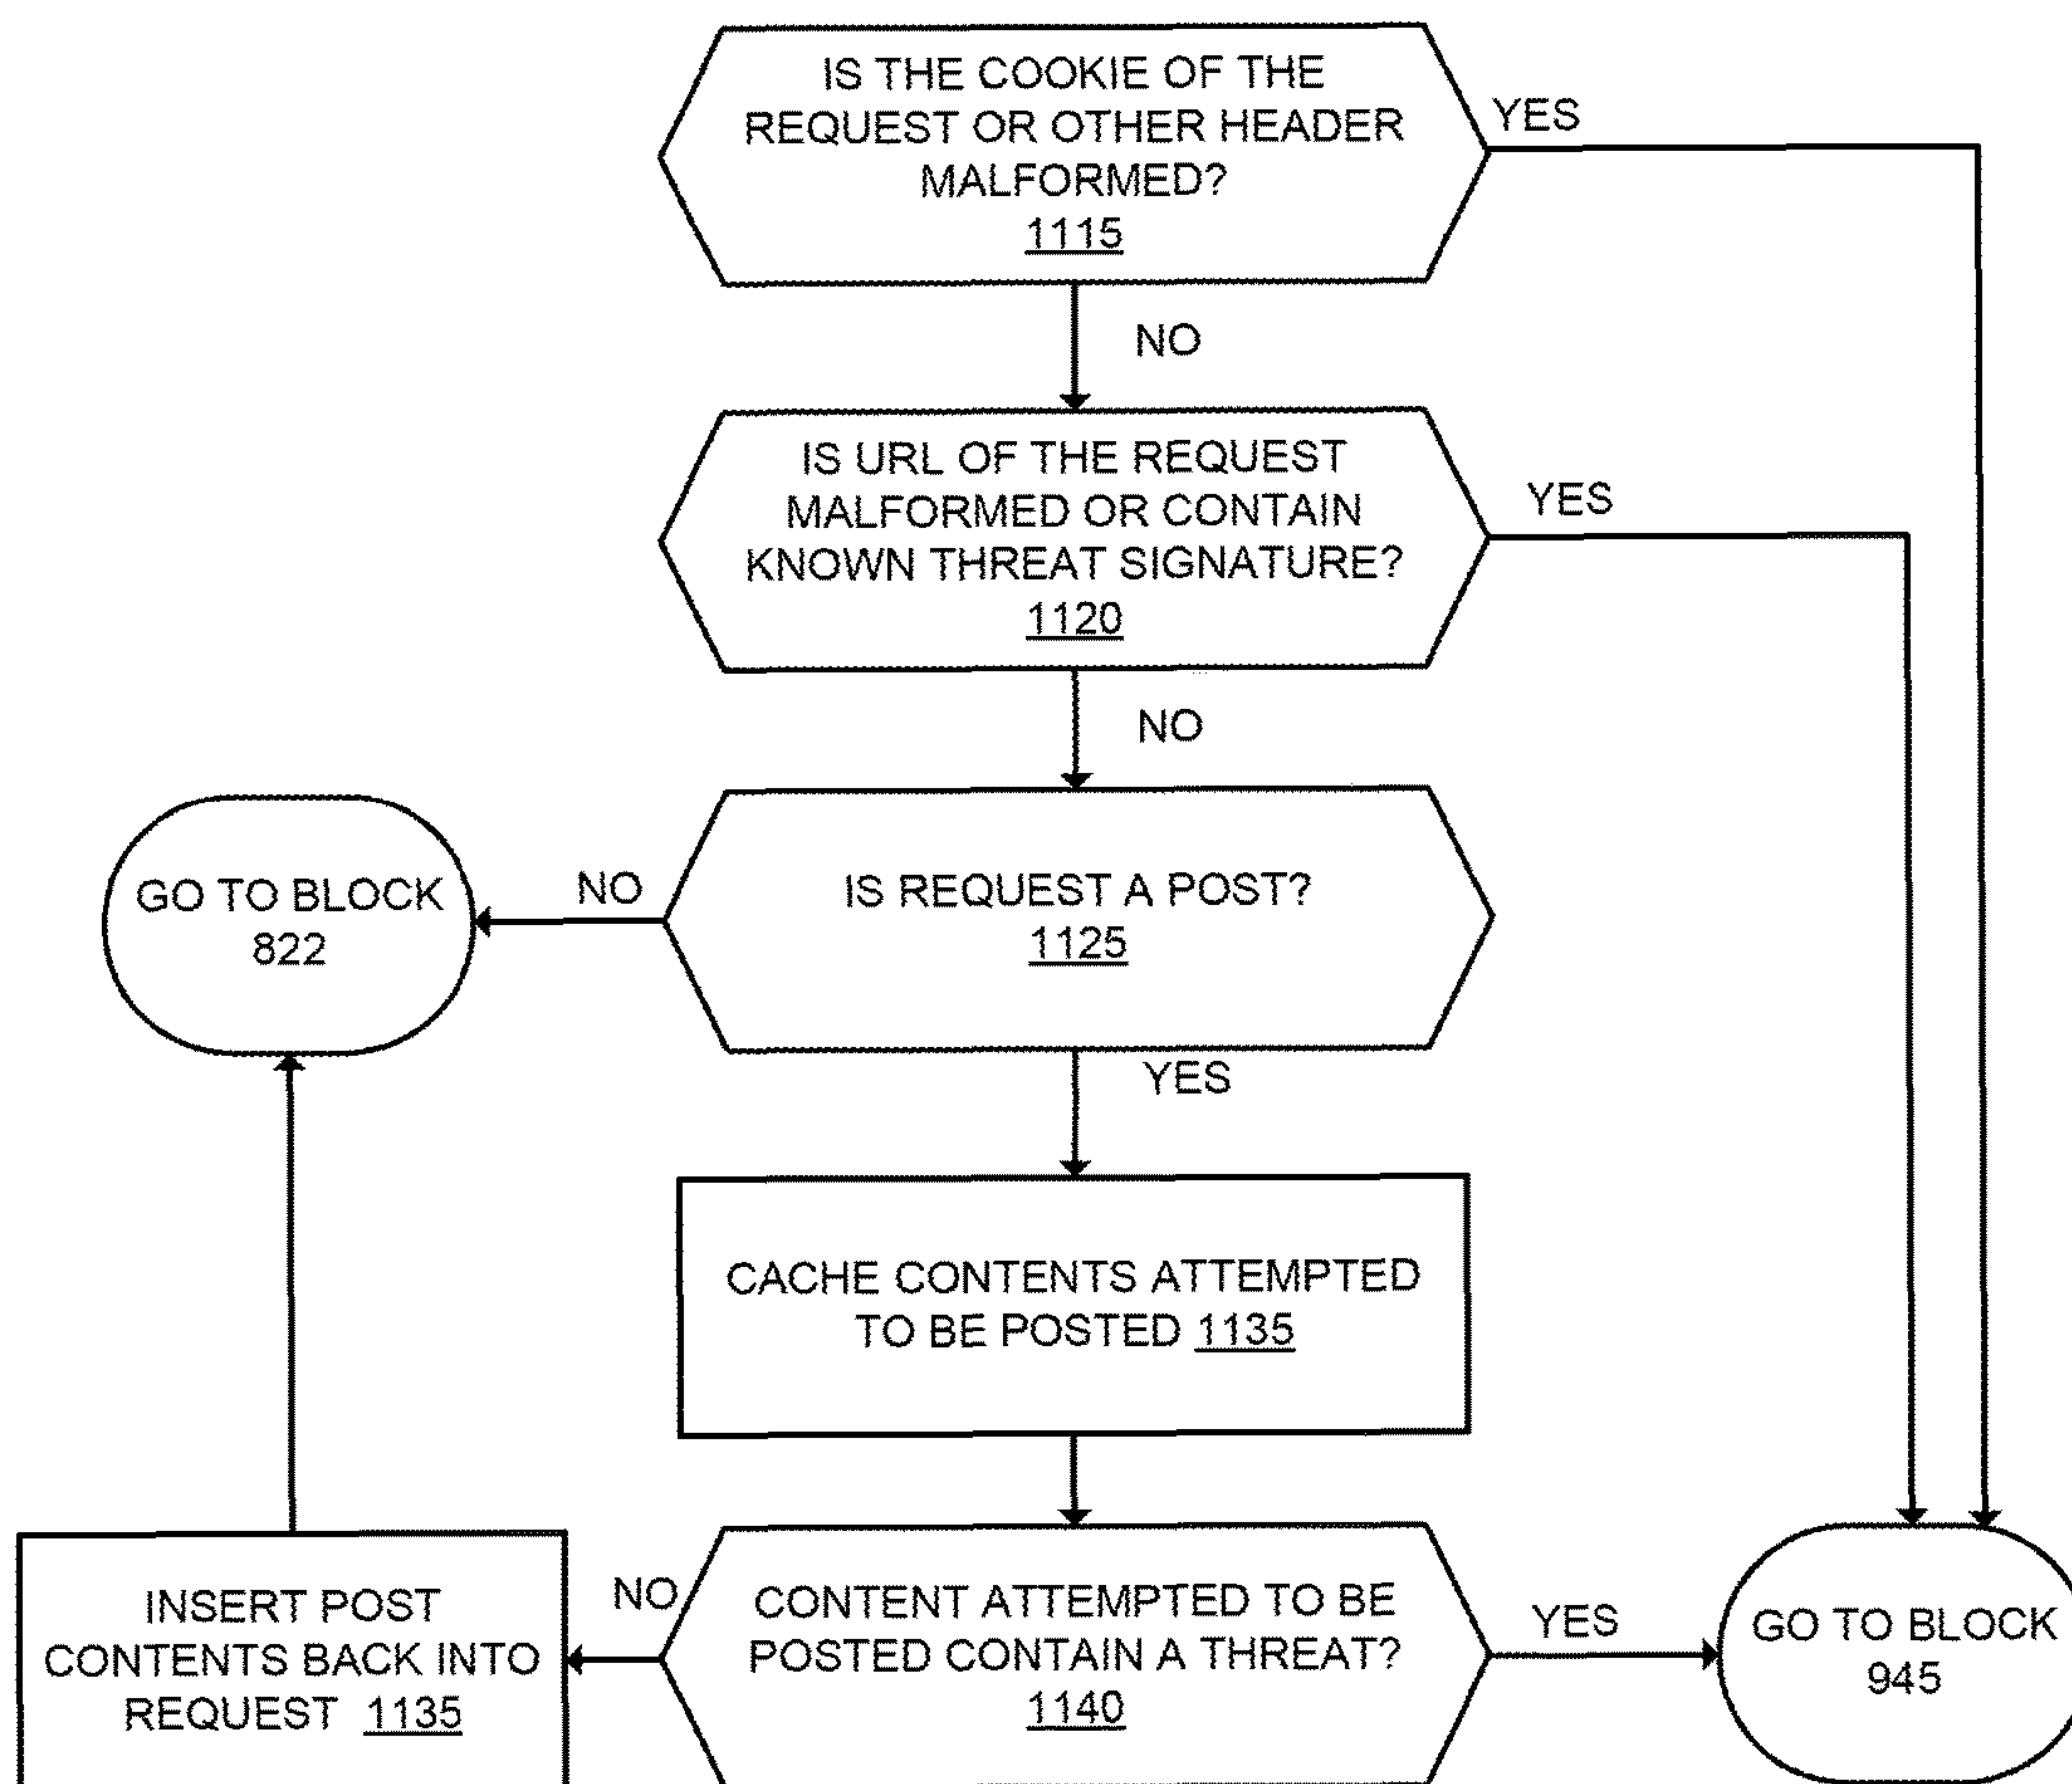 IS THE COOKIE OF THE
REQUEST OR OTHER HEADER
MALFORMED?
1115
YES
NO
IS URL OF THE REQUEST
MALFORMED OR CONTAIN
KNOWN THREAT SIGNATURE?
1120
YES
NO
GO TO BLOCK
822
NO
IS REQUEST A POST?
1125
YES
CACHE CONTENTS ATTEMPTED
TO BE POSTED 1135
INSERT POST
CONTENTS BACK INTO
REQUEST 1135
NO
CONTENT ATTEMPTED TO BE
POSTED CONTAIN A THREAT?
1140
YES
GO TO BLOCK
945